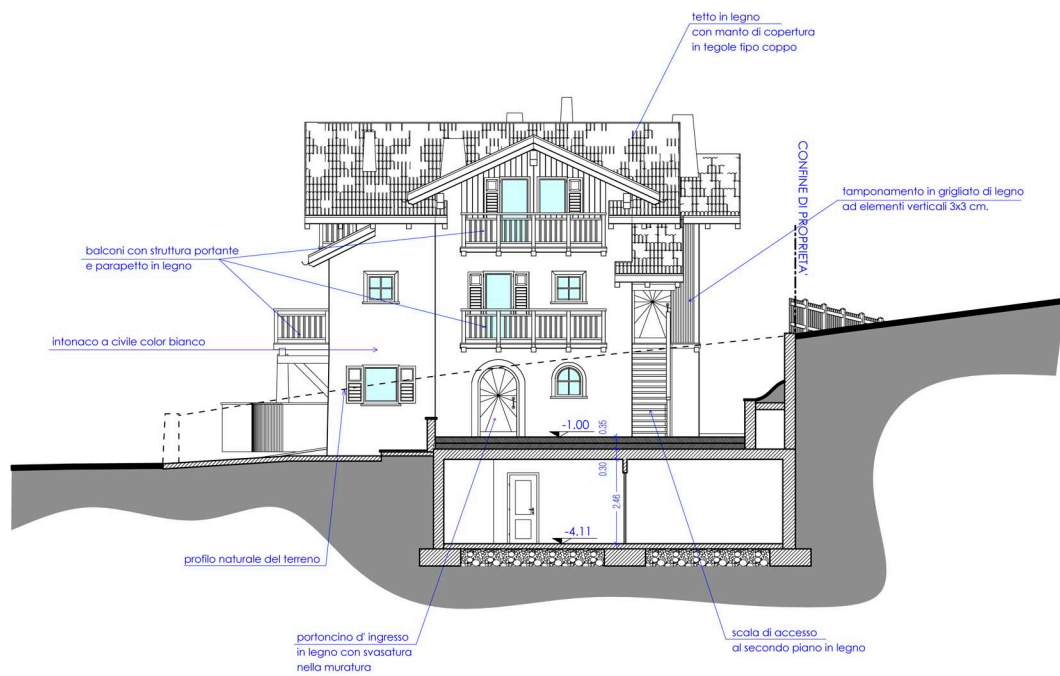 tetto in legno
con manto di copertura
in tegole tipo coppo
CONFINE DI PROPRIETA'
tamponamento in grigliato di legno
ad elementi verticali 3x3 cm.
balconi con struttura portante
e parapetto in legno
intonaco a civile color bianco
-1.00
0.35
0.30
2.46
-4.11
profilo naturale del terreno
portoncino d' ingresso
in legno con svasatura
nella muratura
scala di accesso
al secondo piano in legno